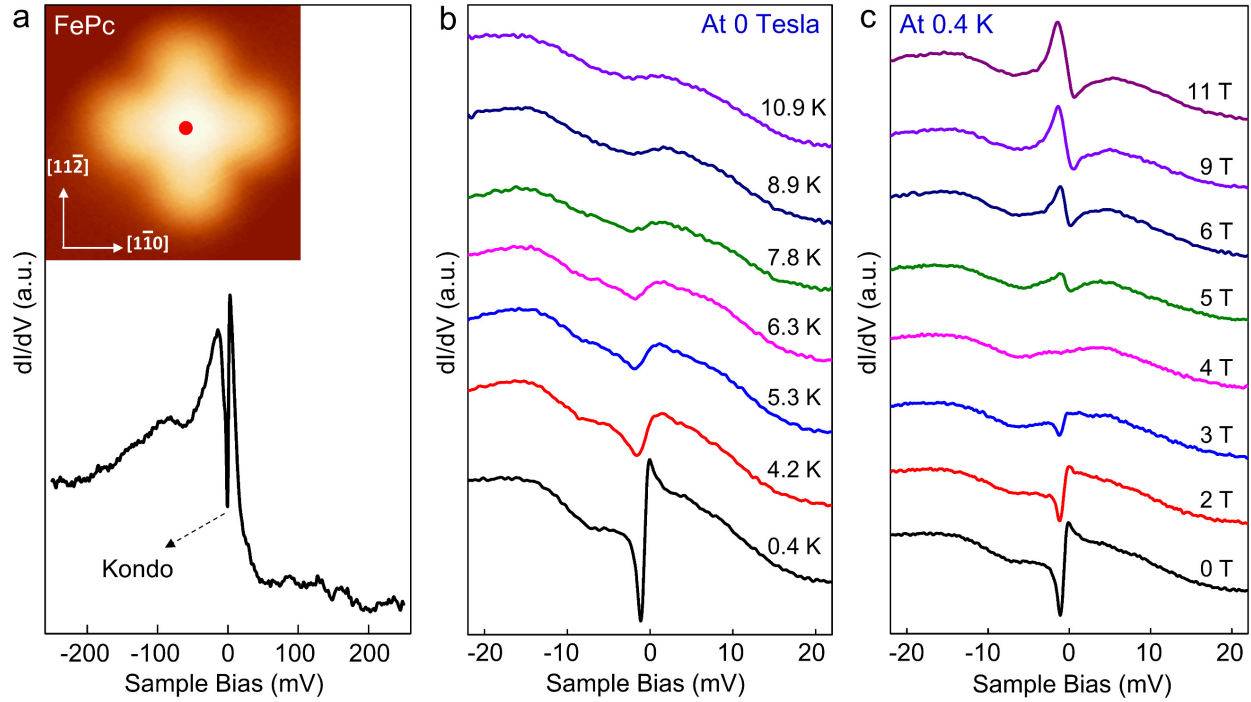 a
FePc
[112̄]
[11̄0]
Kondo
dI/dV (a.u.)
-200
-100
0
100
200
Sample Bias (mV)
b
At 0 Tesla
10.9 K
8.9 K
7.8 K
6.3 K
5.3 K
4.2 K
0.4 K
dI/dV (a.u.)
-20
-10
0
10
20
Sample Bias (mV)
c
At 0.4 K
11 T
9 T
6 T
5 T
4 T
3 T
2 T
0 T
dI/dV (a.u.)
-20
-10
0
10
20
Sample Bias (mV)